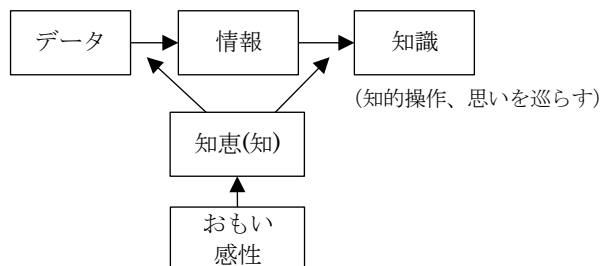 データ
情報
知識
(知的操作、思いを巡らす)
知恵(知)
おもい
感性